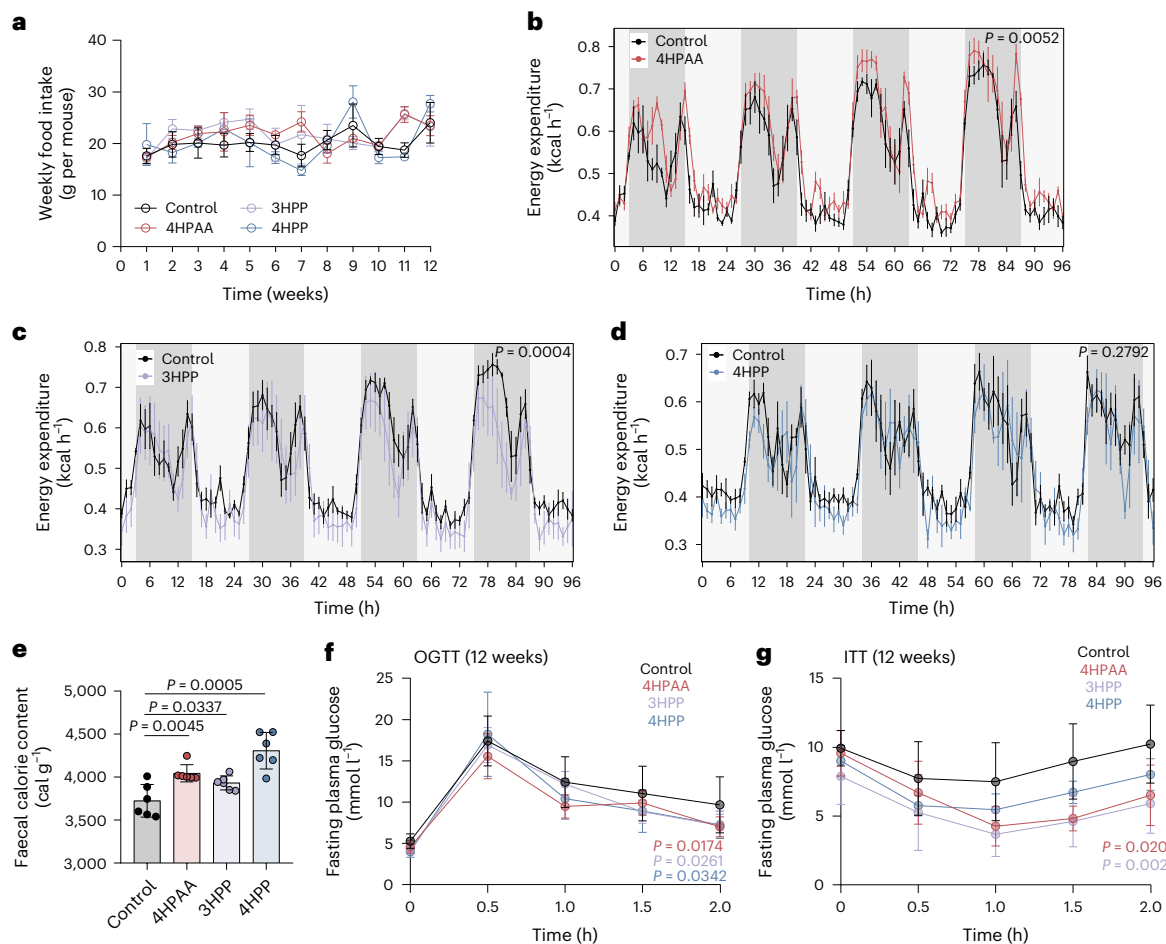 a
40
30
20
10
0
Weekly food intake
(g per mouse)
Control
4HPAA
3HPP
4HPP
0 1 2 3 4 5 6 7 8 9 10 11 12
Time (weeks)
b
Control
4HPAA
P = 0.0052
0.8
0.7
0.6
0.5
0.4
Energy expenditure
(kcal h⁻¹)
0 6 12 18 24 30 36 42 48 54 60 66 72 78 84 90 96
Time (h)
c
Control
3HPP
P = 0.0004
0.8
0.7
0.6
0.5
0.4
0.3
Energy expenditure
(kcal h⁻¹)
0 6 12 18 24 30 36 42 48 54 60 66 72 78 84 90 96
Time (h)
d
Control
4HPP
P = 0.2792
0.7
0.6
0.5
0.4
0.3
Energy expenditure
(kcal h⁻¹)
0 6 12 18 24 30 36 42 48 54 60 66 72 78 84 90 96
Time (h)
e
P = 0.0005
P = 0.0337
P = 0.0045
5,000
4,500
4,000
3,500
3,000
Faecal calorie content
(cal g⁻¹)
Control
4HPAA
3HPP
4HPP
f
OGTT (12 weeks)
Control
4HPAA
3HPP
4HPP
25
20
15
10
5
0
Fasting plasma glucose
(mmol l⁻¹)
P = 0.0174
P = 0.0261
P = 0.0342
0 0.5 1.0 1.5 2.0
Time (h)
g
ITT (12 weeks)
Control
4HPAA
3HPP
4HPP
15
10
5
0
Fasting plasma glucose
(mmol l⁻¹)
P = 0.020
P = 0.002
0 0.5 1.0 1.5 2.0
Time (h)